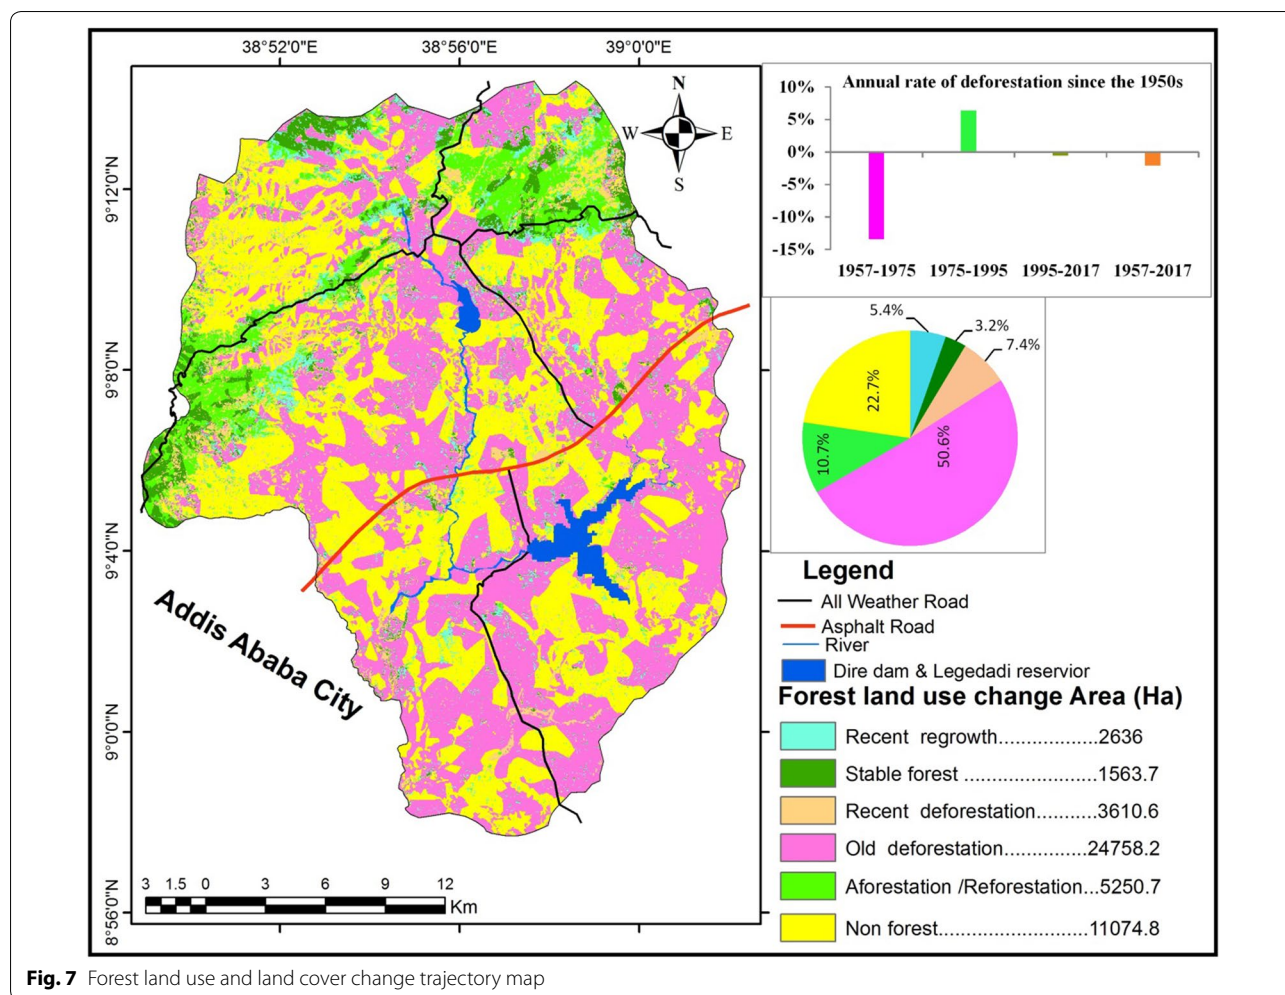 38°52'0"E 38°56'0"E 39°0'0"E
N
W E
S
9°12'0"N
9°8'0"N
9°4'0"N
9°0'0"N
8°56'0"N
Addis Ababa City
3 1.5 0 3 6 9 12
Km
Annual rate of deforestation since the 1950s
10%
5%
0%
-5%
-10%
-15%
1957-1975 1975-1995 1995-2017 1957-2017
5.4%
3.2%
7.4%
22.7%
10.7%
50.6%
Legend
All Weather Road
Asphalt Road
River
Dire dam & Legedadi reservior
Forest land use change Area (Ha)
Recent regrowth..................2636
Stable forest ........................1563.7
Recent deforestation...........3610.6
Old deforestation...............24758.2
Aforestation /Reforestation...5250.7
Non forest...........................11074.8
Fig. 7 Forest land use and land cover change trajectory map